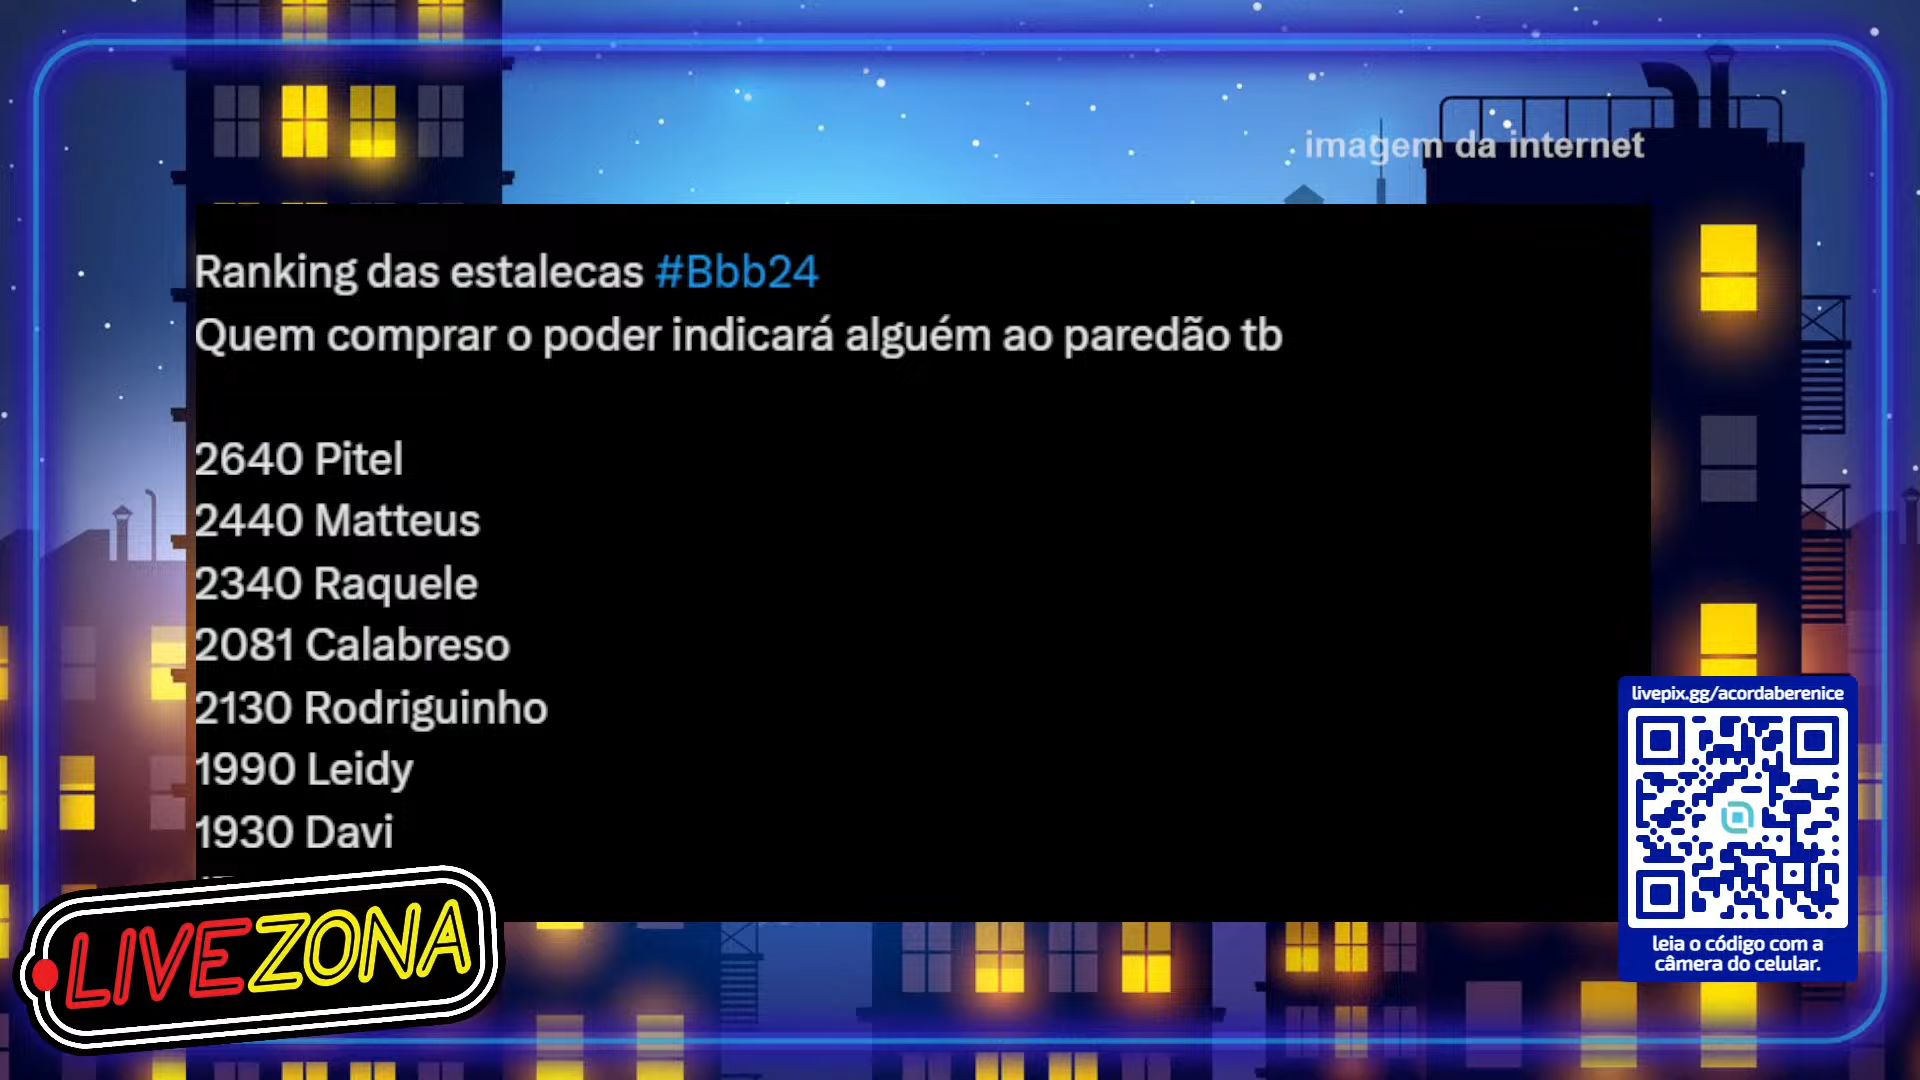 imagem da internet
Ranking das estalecas #Bbb24
Quem comprar o poder indicará alguém ao paredão tb
2640 Pitel
2440 Matteus
2340 Raquele
2081 Calabreso
2130 Rodriguinho
1990 Leidy
1930 Davi
LIVEZONA
livepix.gg/acordaberenice
leia o código com a
câmera do celular.